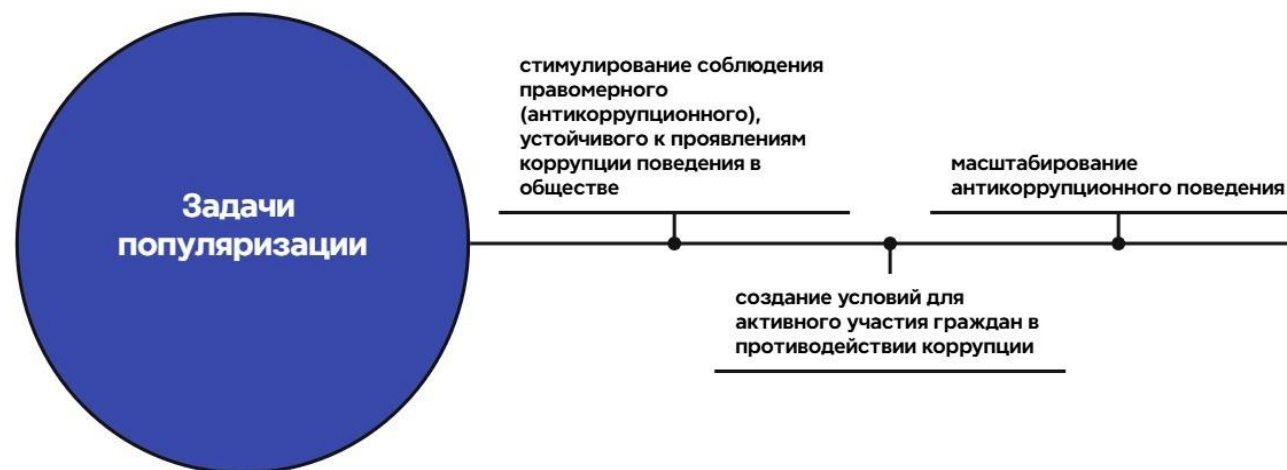 Задачи
популяризации
стимулирование соблюдения
правомерного
(антикоррупционного),
устойчивого к проявлениям
коррупции поведения в
обществе
создание условий для
активного участия граждан в
противодействии коррупции
масштабирование
антикоррупционного поведения